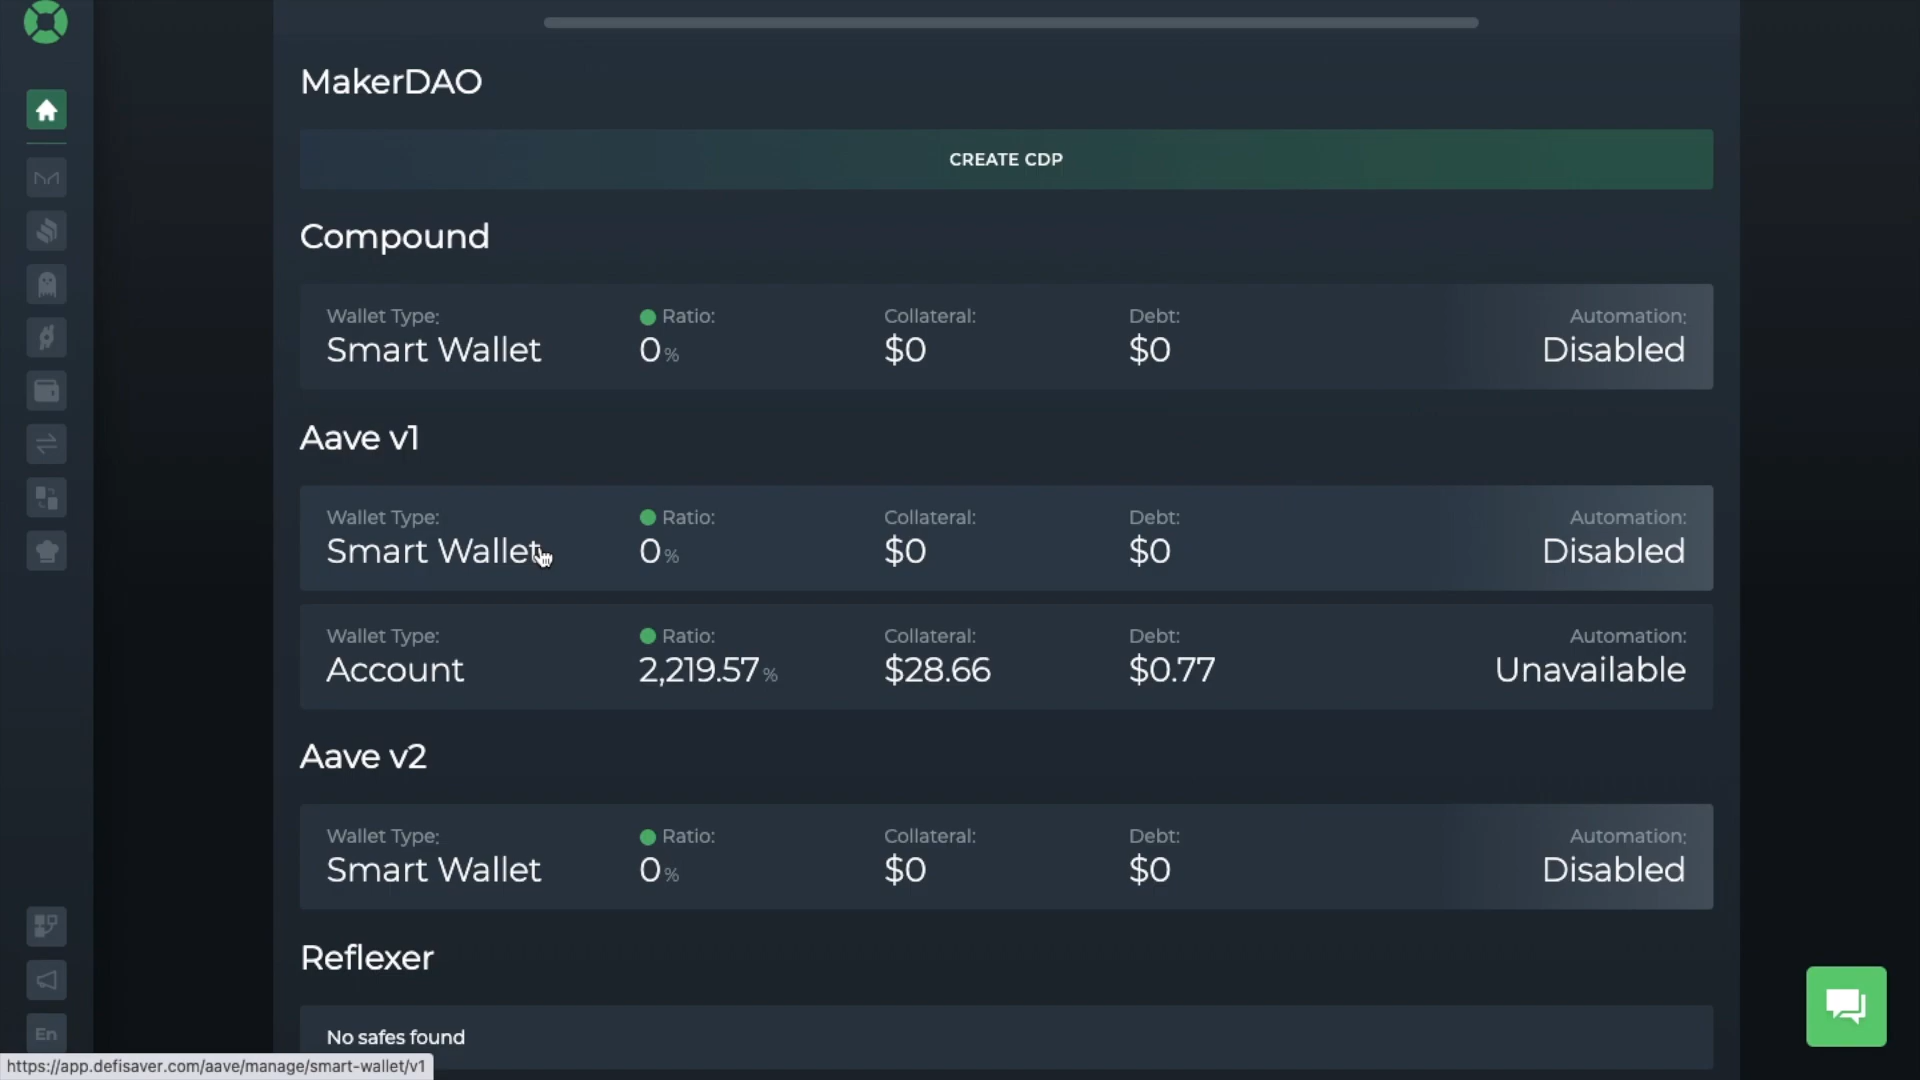 MakerDAO
CREATE CDP
Compound
Wallet Type: Ratio: Collateral: Debt: Automation:
Smart Wallet 0% $0 $0 Disabled
Aave v1
Wallet Type: Ratio: Collateral: Debt: Automation:
Smart Wallet 0% $0 $0 Disabled
Wallet Type: Ratio: Collateral: Debt: Automation:
Account 2,219.57% $28.66 $0.77 Unavailable
Aave v2
Wallet Type: Ratio: Collateral: Debt: Automation:
Smart Wallet 0% $0 $0 Disabled
Reflexer
No safes found
En
https://app.defisaver.com/aave/manage/smart-wallet/v1